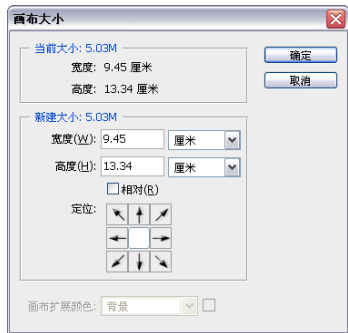 画布大小
当前大小: 5.03M
宽度: 9.45 厘米
高度: 13.34 厘米
确定
取消
新建大小: 5.03M
宽度(W): 9.45 厘米
高度(H): 13.34 厘米
相对(R)
定位:
画布扩展颜色: 背景